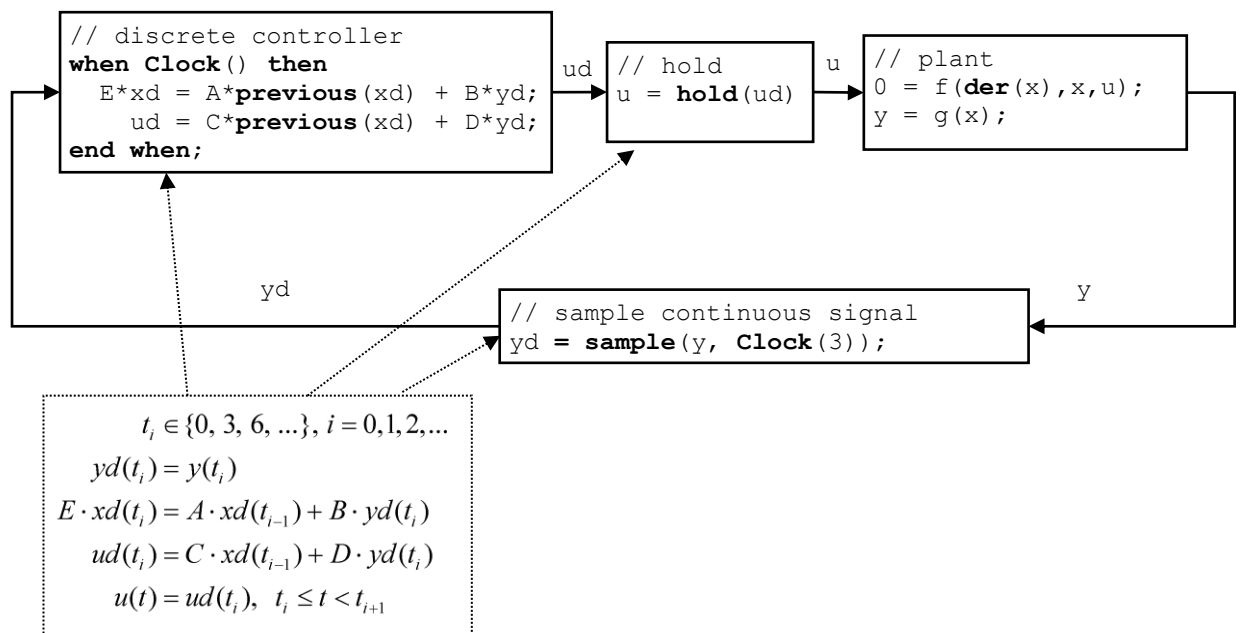 // discrete controller
when Clock() then
E*xd = A*previous(xd) + B*yd;
ud = C*previous(xd) + D*yd;
end when;
ud
// hold
u = hold(ud)
u
// plant
0 = f(der(x),x,u);
y = g(x);
yd
y
// sample continuous signal
yd = sample(y, Clock(3));
t_i ∈ {0, 3, 6, ...}, i = 0,1,2,...
yd(t_i) = y(t_i)
E · xd(t_i) = A · xd(t_{i-1}) + B · yd(t_i)
ud(t_i) = C · xd(t_{i-1}) + D · yd(t_i)
u(t) = ud(t_i), t_i ≤ t < t_{i+1}